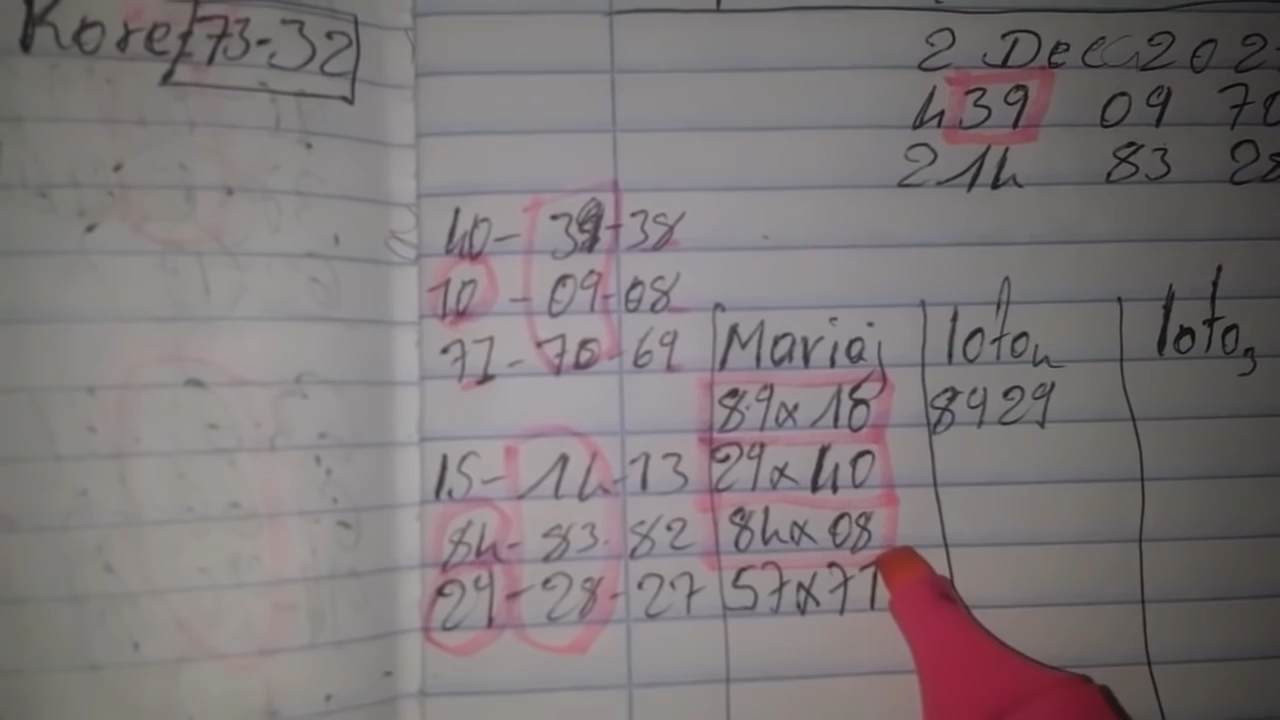 Kore 73-32
2 Dec 202
439 09 70
214 83 28
40-39-38
10-09-08
71-70-69
Mariaj loto4 loto3
89x18 8929
15-14-13 29x40
84-83-82 84x08
29-28-27 57x71